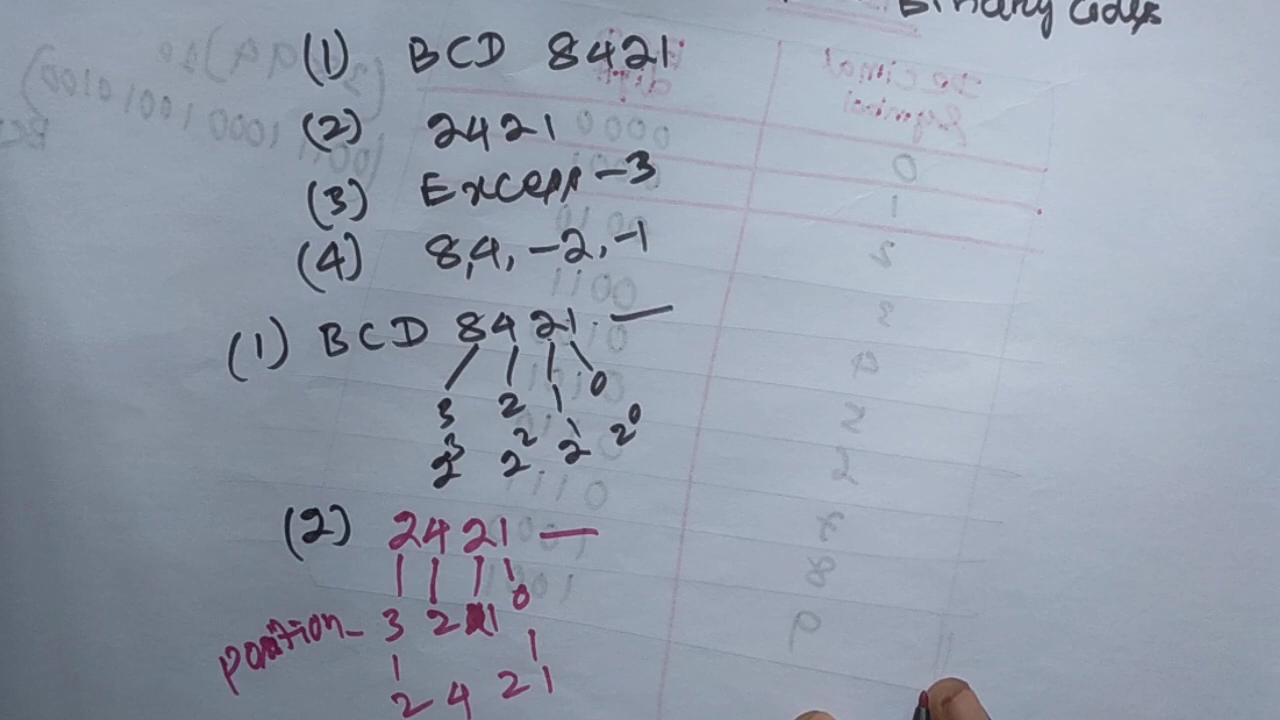 Binary Codes
(1) BCD 8421
(2) 2421
(3) Excess-3
(4) 8,4,-2,-1
(1) BCD 8421 —
3 2 1 0
2³ 2² 2¹ 2⁰
(2) 2421 —
position- 3 2 1 0
2 4 2 1